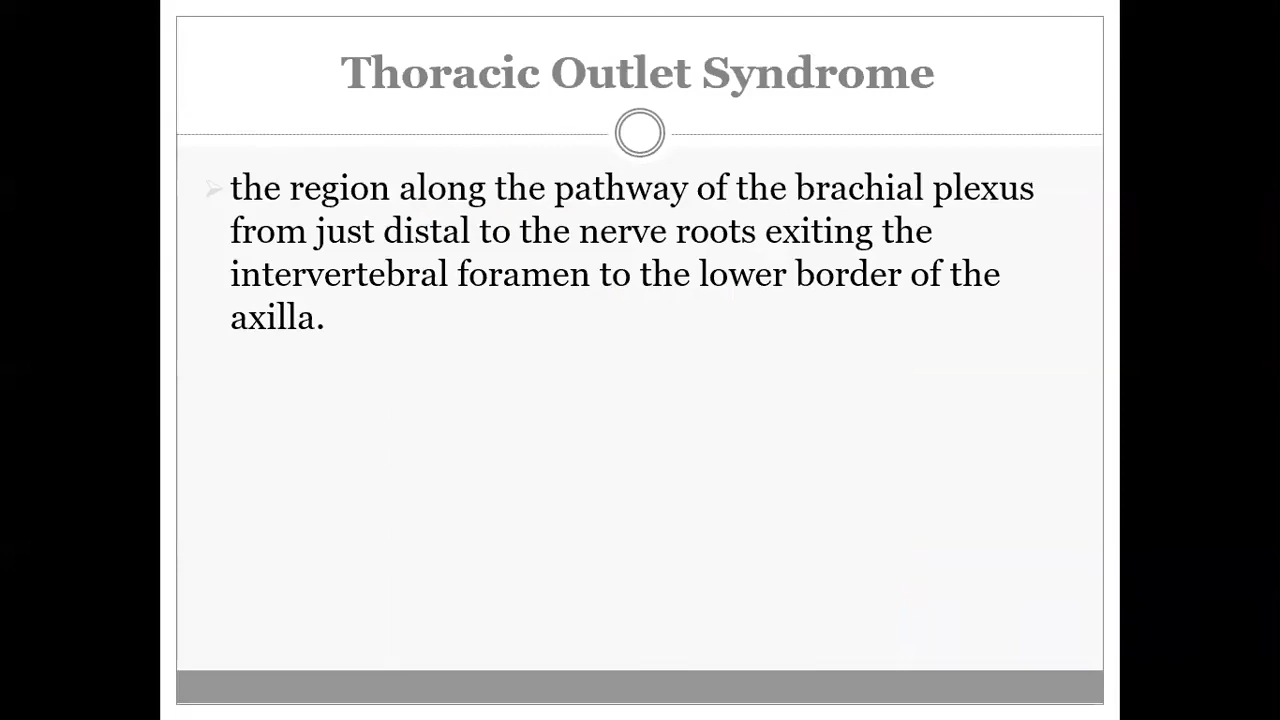 Thoracic Outlet Syndrome
the region along the pathway of the brachial plexus
from just distal to the nerve roots exiting the
intervertebral foramen to the lower border of the
axilla.